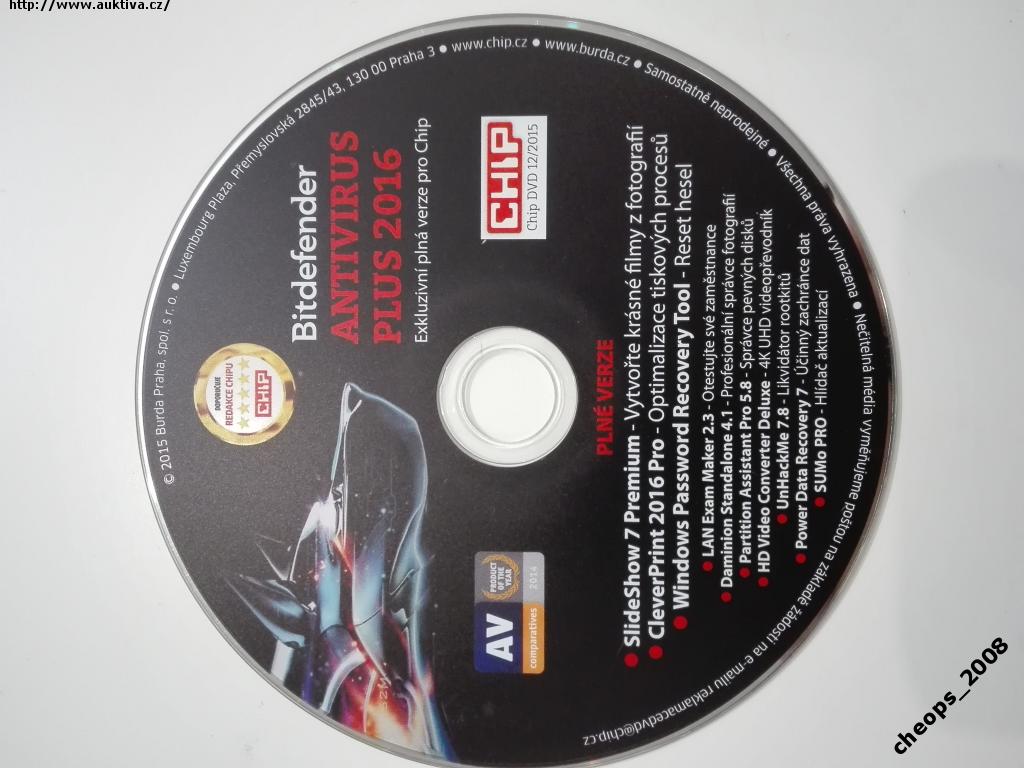 http://www.auktiva.cz/
© 2015 Burda Praha, spol. s r. o. ● Luxembourg Plaza, Přemyslovská 2845/43, 130 00 Praha 3 ● www.chip.cz ● www.burda.cz ● Samostatně neprodejné ● Všechna práva vyhrazena ● Nečitelná media vyměňujeme poštou na základě žádosti na e-mailu reklamacedvd@chip.cz
DOPORUČUJE
REDAKCE CHIPU
CHIP
Bitdefender
ANTIVIRUS
PLUS 2016
Exkluzivní plná verze pro Chip
CHIP
Chip DVD 12/2015
AV
comparatives
PRODUCT
OF THE
YEAR
2014
PLNÉ VERZE
● SlideShow 7 Premium - Vytvořte krásné filmy z fotografií
● CleverPrint 2016 Pro - Optimalizace tiskových procesů
● Windows Password Recovery Tool - Reset hesel
● LAN Exam Maker 2.3 - Otestujte své zaměstnance
● Daminion Standalone 4.1 - Profesionální správce fotografií
● Partition Assistant Pro 5.8 - Správce pevných disků
● HD Video Converter Deluxe - 4K UHD videopřevodník
● UnHackMe 7.8 - Likvidátor rootkitů
● Power Data Recovery 7 - Účinný zachránce dat
● SUMo PRO - Hlídač aktualizací
cheops_2008